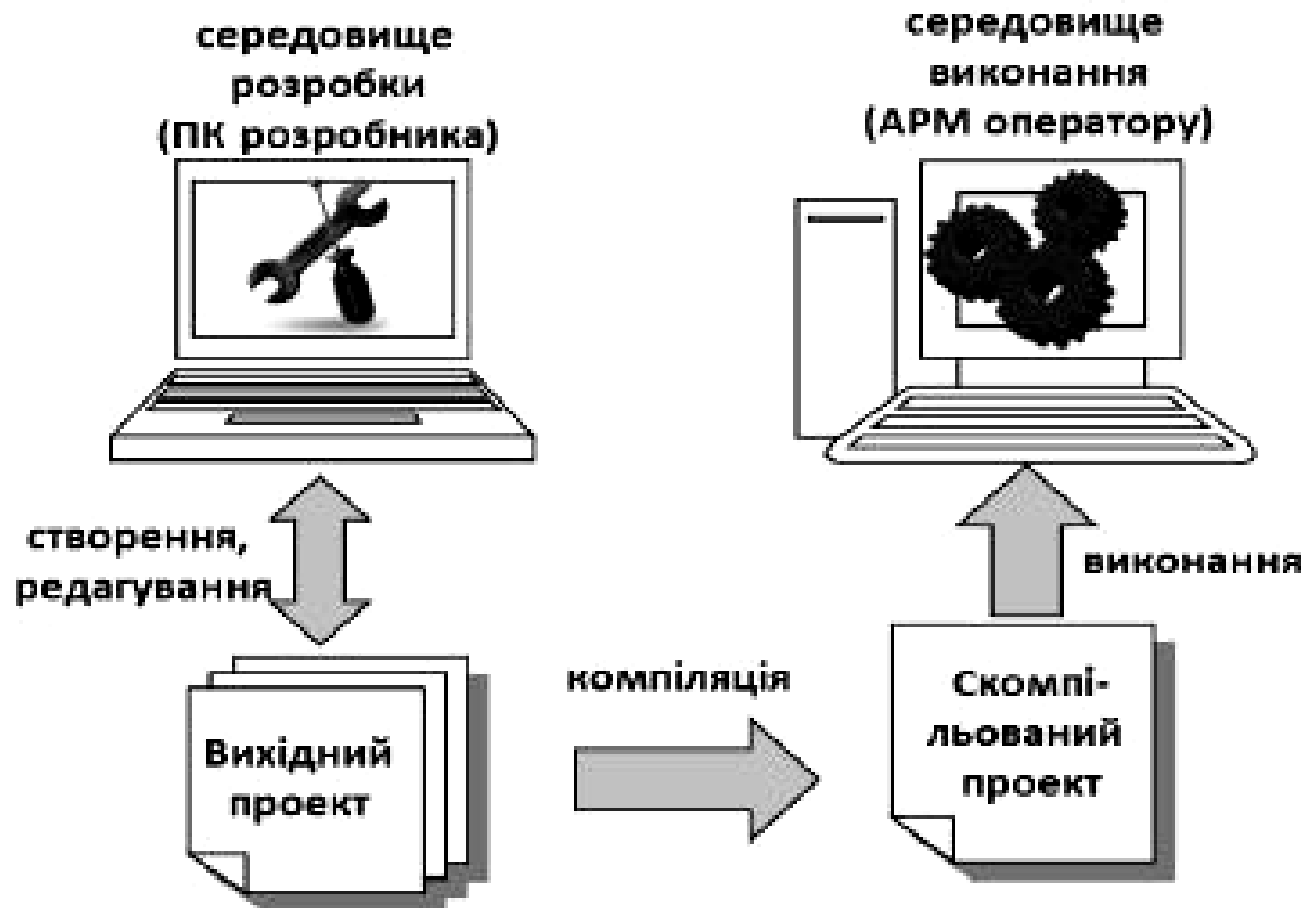 середовище
розробки
(ПК розробника)
середовище
виконання
(АРМ оператору)
створення,
редагування
виконання
компіляція
Вихідний
проект
Скомпі-
льований
проект